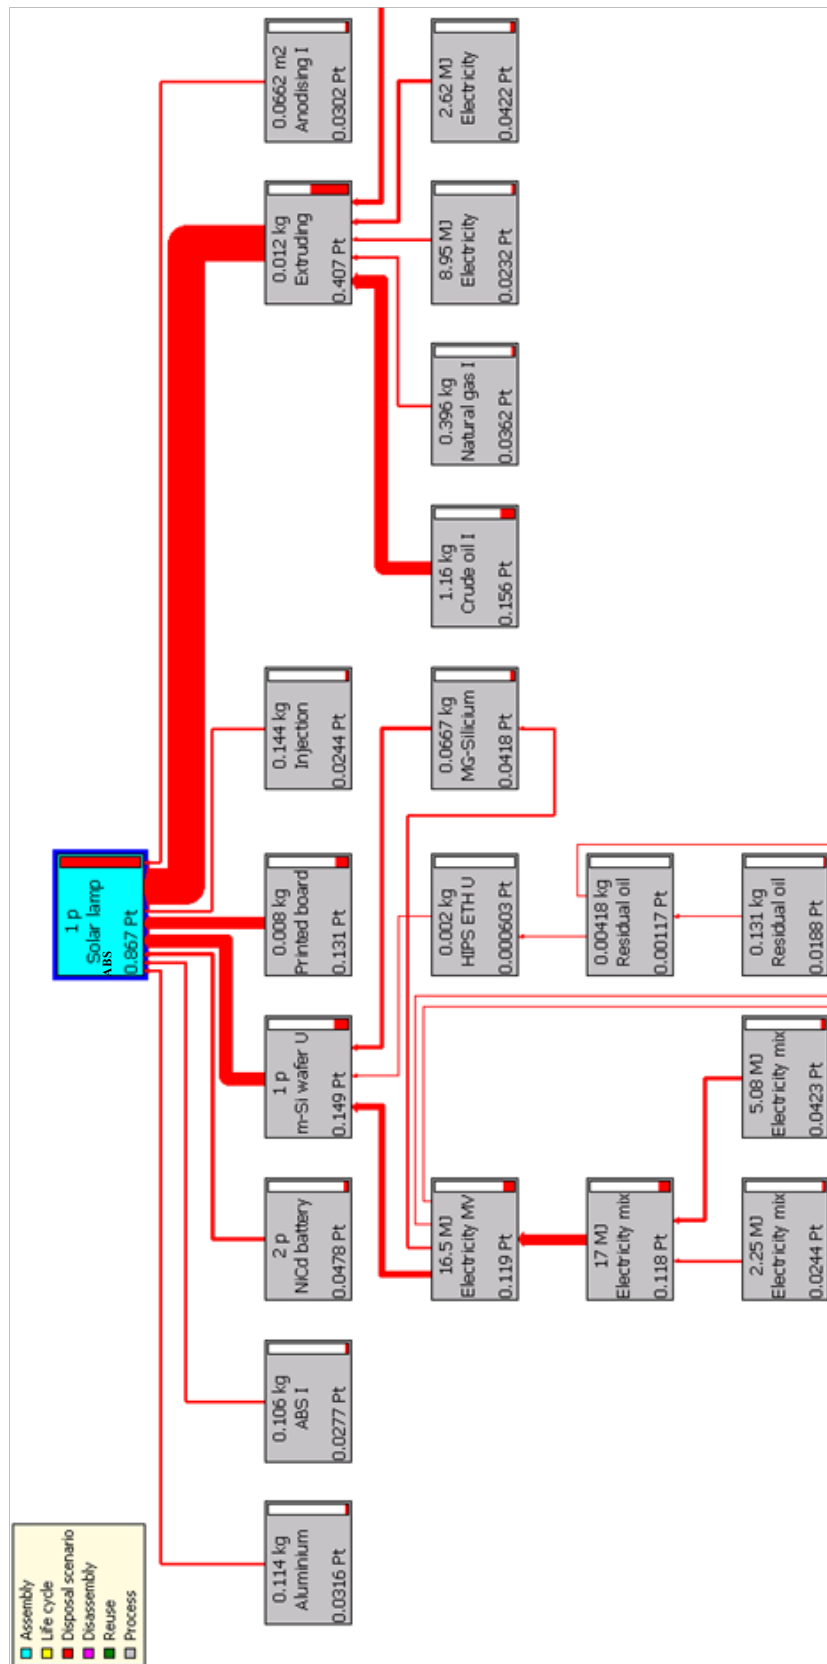 Assembly
Life cycle
Disposal scenario
Disassembly
Reuse
Process
1 p
Solar lamp
ABS
0.867 Pt
0.114 kg
Aluminium
0.0316 Pt
0.106 kg
ABS I
0.0277 Pt
2 p
NiCd battery
0.0478 Pt
1 p
m-Si wafer U
0.149 Pt
0.008 kg
Printed board
0.131 Pt
0.144 kg
Injection
0.0244 Pt
0.012 kg
Extruding
0.407 Pt
0.0662 m2
Anodising I
0.0302 Pt
16.5 MJ
Electricity MV
0.119 Pt
0.002 kg
HIPS ETH U
0.000603 Pt
0.0667 kg
MG-Silicium
0.0418 Pt
1.16 kg
Crude oil I
0.156 Pt
0.396 kg
Natural gas I
0.0362 Pt
8.95 MJ
Electricity
0.0232 Pt
2.62 MJ
Electricity
0.0422 Pt
17 MJ
Electricity mix
0.118 Pt
0.00418 kg
Residual oil
0.00117 Pt
2.25 MJ
Electricity mix
0.0244 Pt
5.08 MJ
Electricity mix
0.0423 Pt
0.131 kg
Residual oil
0.0188 Pt